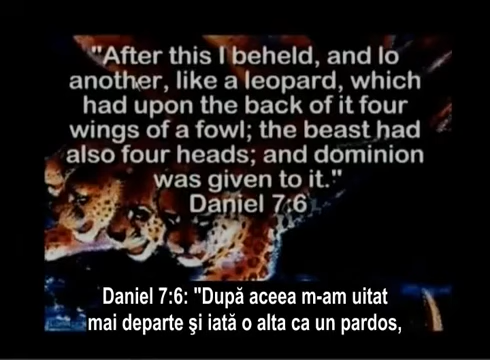 "After this I beheld, and lo
another, like a leopard, which
had upon the back of it four
wings of a fowl; the beast had
also four heads; and dominion
was given to it."
Daniel 7:6
Daniel 7:6: "După aceea m-am uitat
mai departe şi iată o alta ca un pardos,